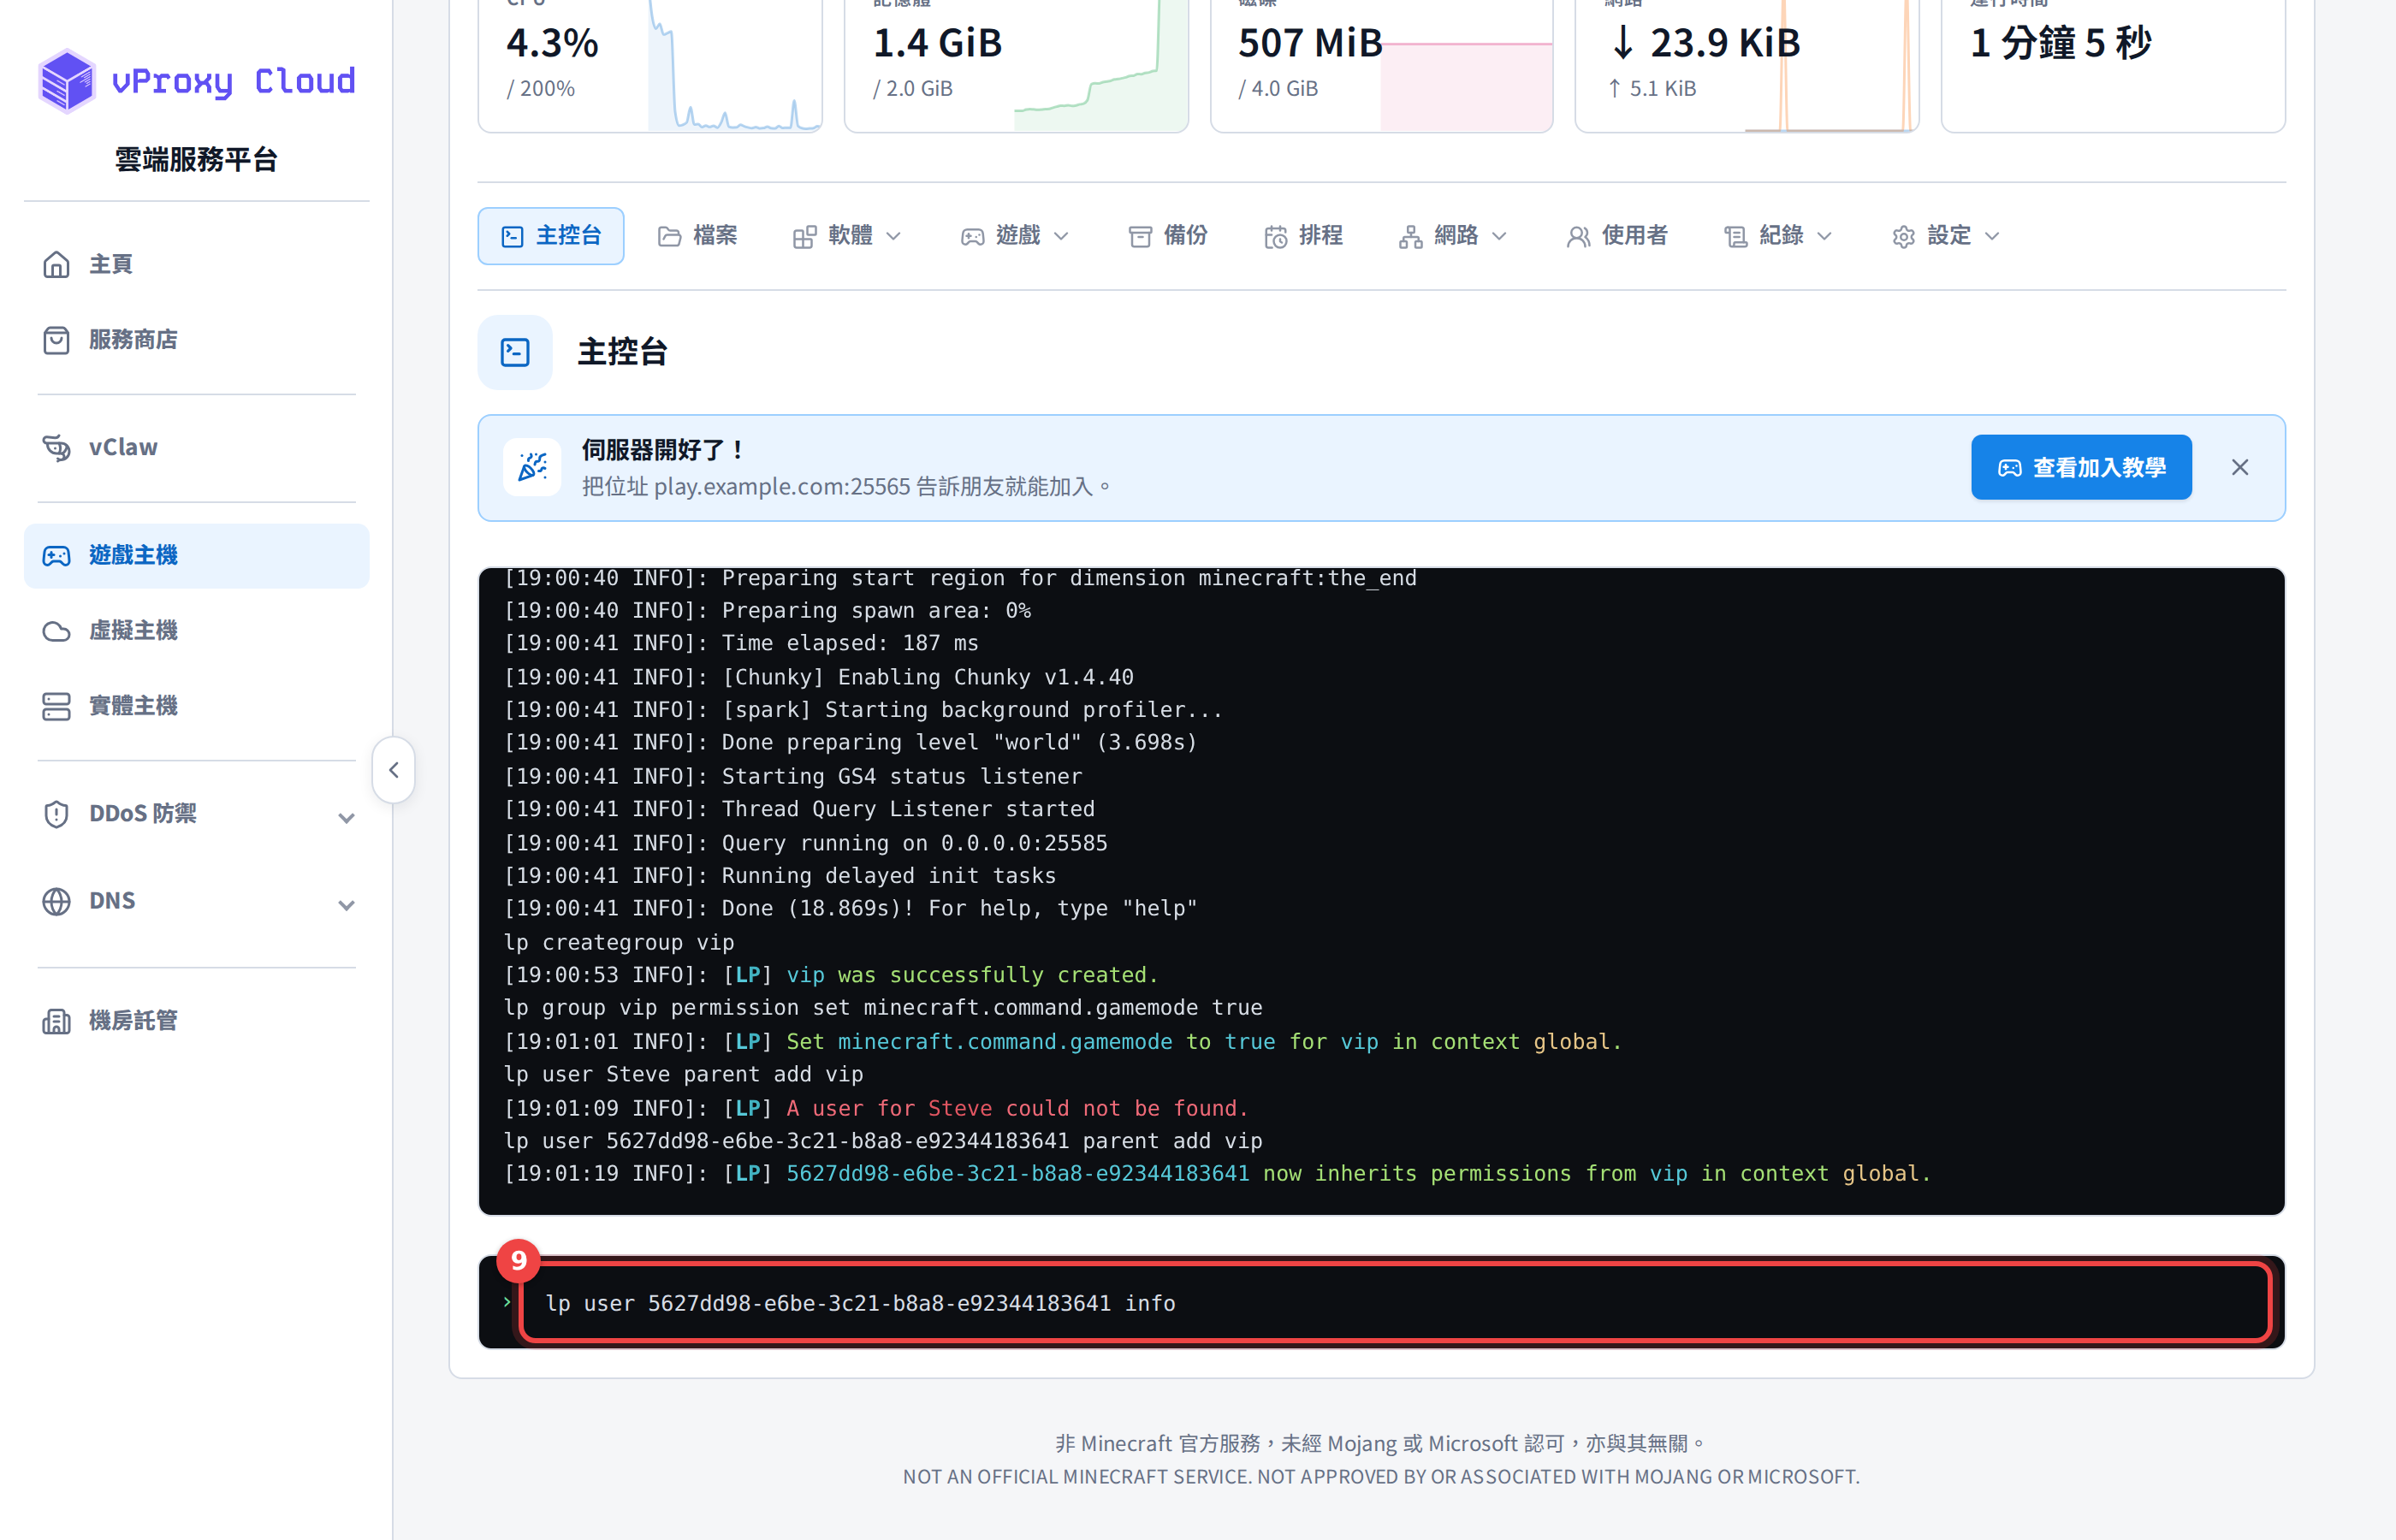 vProxy Cloud
雲端服務平台
主頁
服務商店
vClaw
遊戲主機
虛擬主機
實體主機
DDoS 防禦
DNS
機房託管
CPU
4.3%
/ 200%
記憶體
1.4 GiB
/ 2.0 GiB
磁碟
507 MiB
/ 4.0 GiB
網路
↓ 23.9 KiB
↑ 5.1 KiB
運行時間
1 分鐘 5 秒
主控台 檔案 軟體 遊戲 備份 排程 網路 使用者 紀錄 設定
主控台
伺服器開好了！
把位址 play.example.com:25565 告訴朋友就能加入。
查看加入教學
[19:00:40 INFO]: Preparing start region for dimension minecraft:the_end
[19:00:40 INFO]: Preparing spawn area: 0%
[19:00:41 INFO]: Time elapsed: 187 ms
[19:00:41 INFO]: [Chunky] Enabling Chunky v1.4.40
[19:00:41 INFO]: [spark] Starting background profiler...
[19:00:41 INFO]: Done preparing level "world" (3.698s)
[19:00:41 INFO]: Starting GS4 status listener
[19:00:41 INFO]: Thread Query Listener started
[19:00:41 INFO]: Query running on 0.0.0.0:25585
[19:00:41 INFO]: Running delayed init tasks
[19:00:41 INFO]: Done (18.869s)! For help, type "help"
lp creategroup vip
[19:00:53 INFO]: [LP] vip was successfully created.
lp group vip permission set minecraft.command.gamemode true
[19:01:01 INFO]: [LP] Set minecraft.command.gamemode to true for vip in context global.
lp user Steve parent add vip
[19:01:09 INFO]: [LP] A user for Steve could not be found.
lp user 5627dd98-e6be-3c21-b8a8-e92344183641 parent add vip
[19:01:19 INFO]: [LP] 5627dd98-e6be-3c21-b8a8-e92344183641 now inherits permissions from vip in context global.
9
› lp user 5627dd98-e6be-3c21-b8a8-e92344183641 info
非 Minecraft 官方服務，未經 Mojang 或 Microsoft 認可，亦與其無關。
NOT AN OFFICIAL MINECRAFT SERVICE. NOT APPROVED BY OR ASSOCIATED WITH MOJANG OR MICROSOFT.